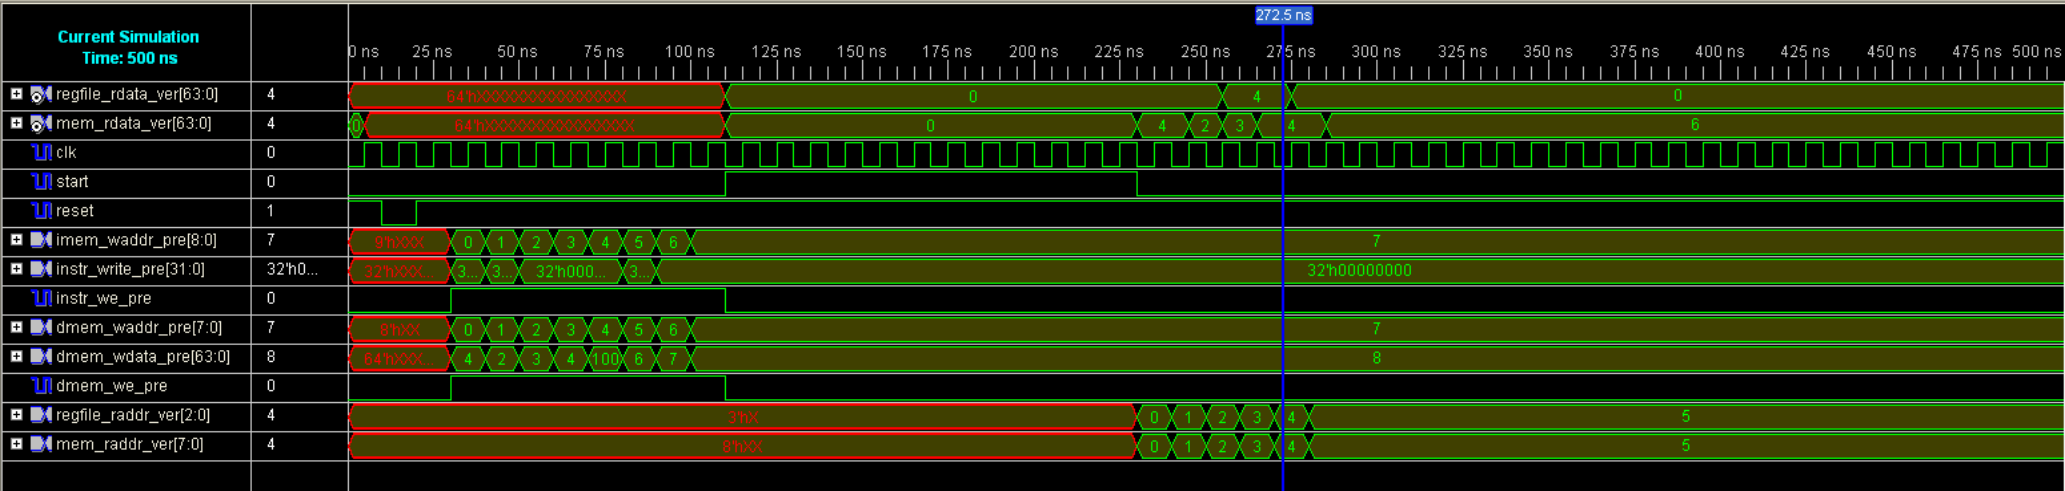 272.5 ns
Current Simulation
Time: 500 ns
0 ns 25 ns 50 ns 75 ns 100 ns 125 ns 150 ns 175 ns 200 ns 225 ns 250 ns 275 ns 300 ns 325 ns 350 ns 375 ns 400 ns 425 ns 450 ns 475 ns 500 ns
regfile_rdata_ver[63:0] 4 64'hXXXXXXXXXXXXXXXX 0 4 0
mem_rdata_ver[63:0] 4 0 64'hXXXXXXXXXXXXXXXX 0 4 2 3 4 6
clk 0
start 0
reset 1
imem_waddr_pre[8:0] 7 9'hXXX 0 1 2 3 4 5 6 7
instr_write_pre[31:0] 32'h0... 32'hXXX... 3... 3... 32'h000... 3... 32'h00000000
instr_we_pre 0
dmem_waddr_pre[7:0] 7 8'hXX 0 1 2 3 4 5 6 7
dmem_wdata_pre[63:0] 8 64'hXXX... 4 2 3 4 100 6 7 8
dmem_we_pre 0
regfile_raddr_ver[2:0] 4 3'hX 0 1 2 3 4 5
mem_raddr_ver[7:0] 4 8'hXX 0 1 2 3 4 5